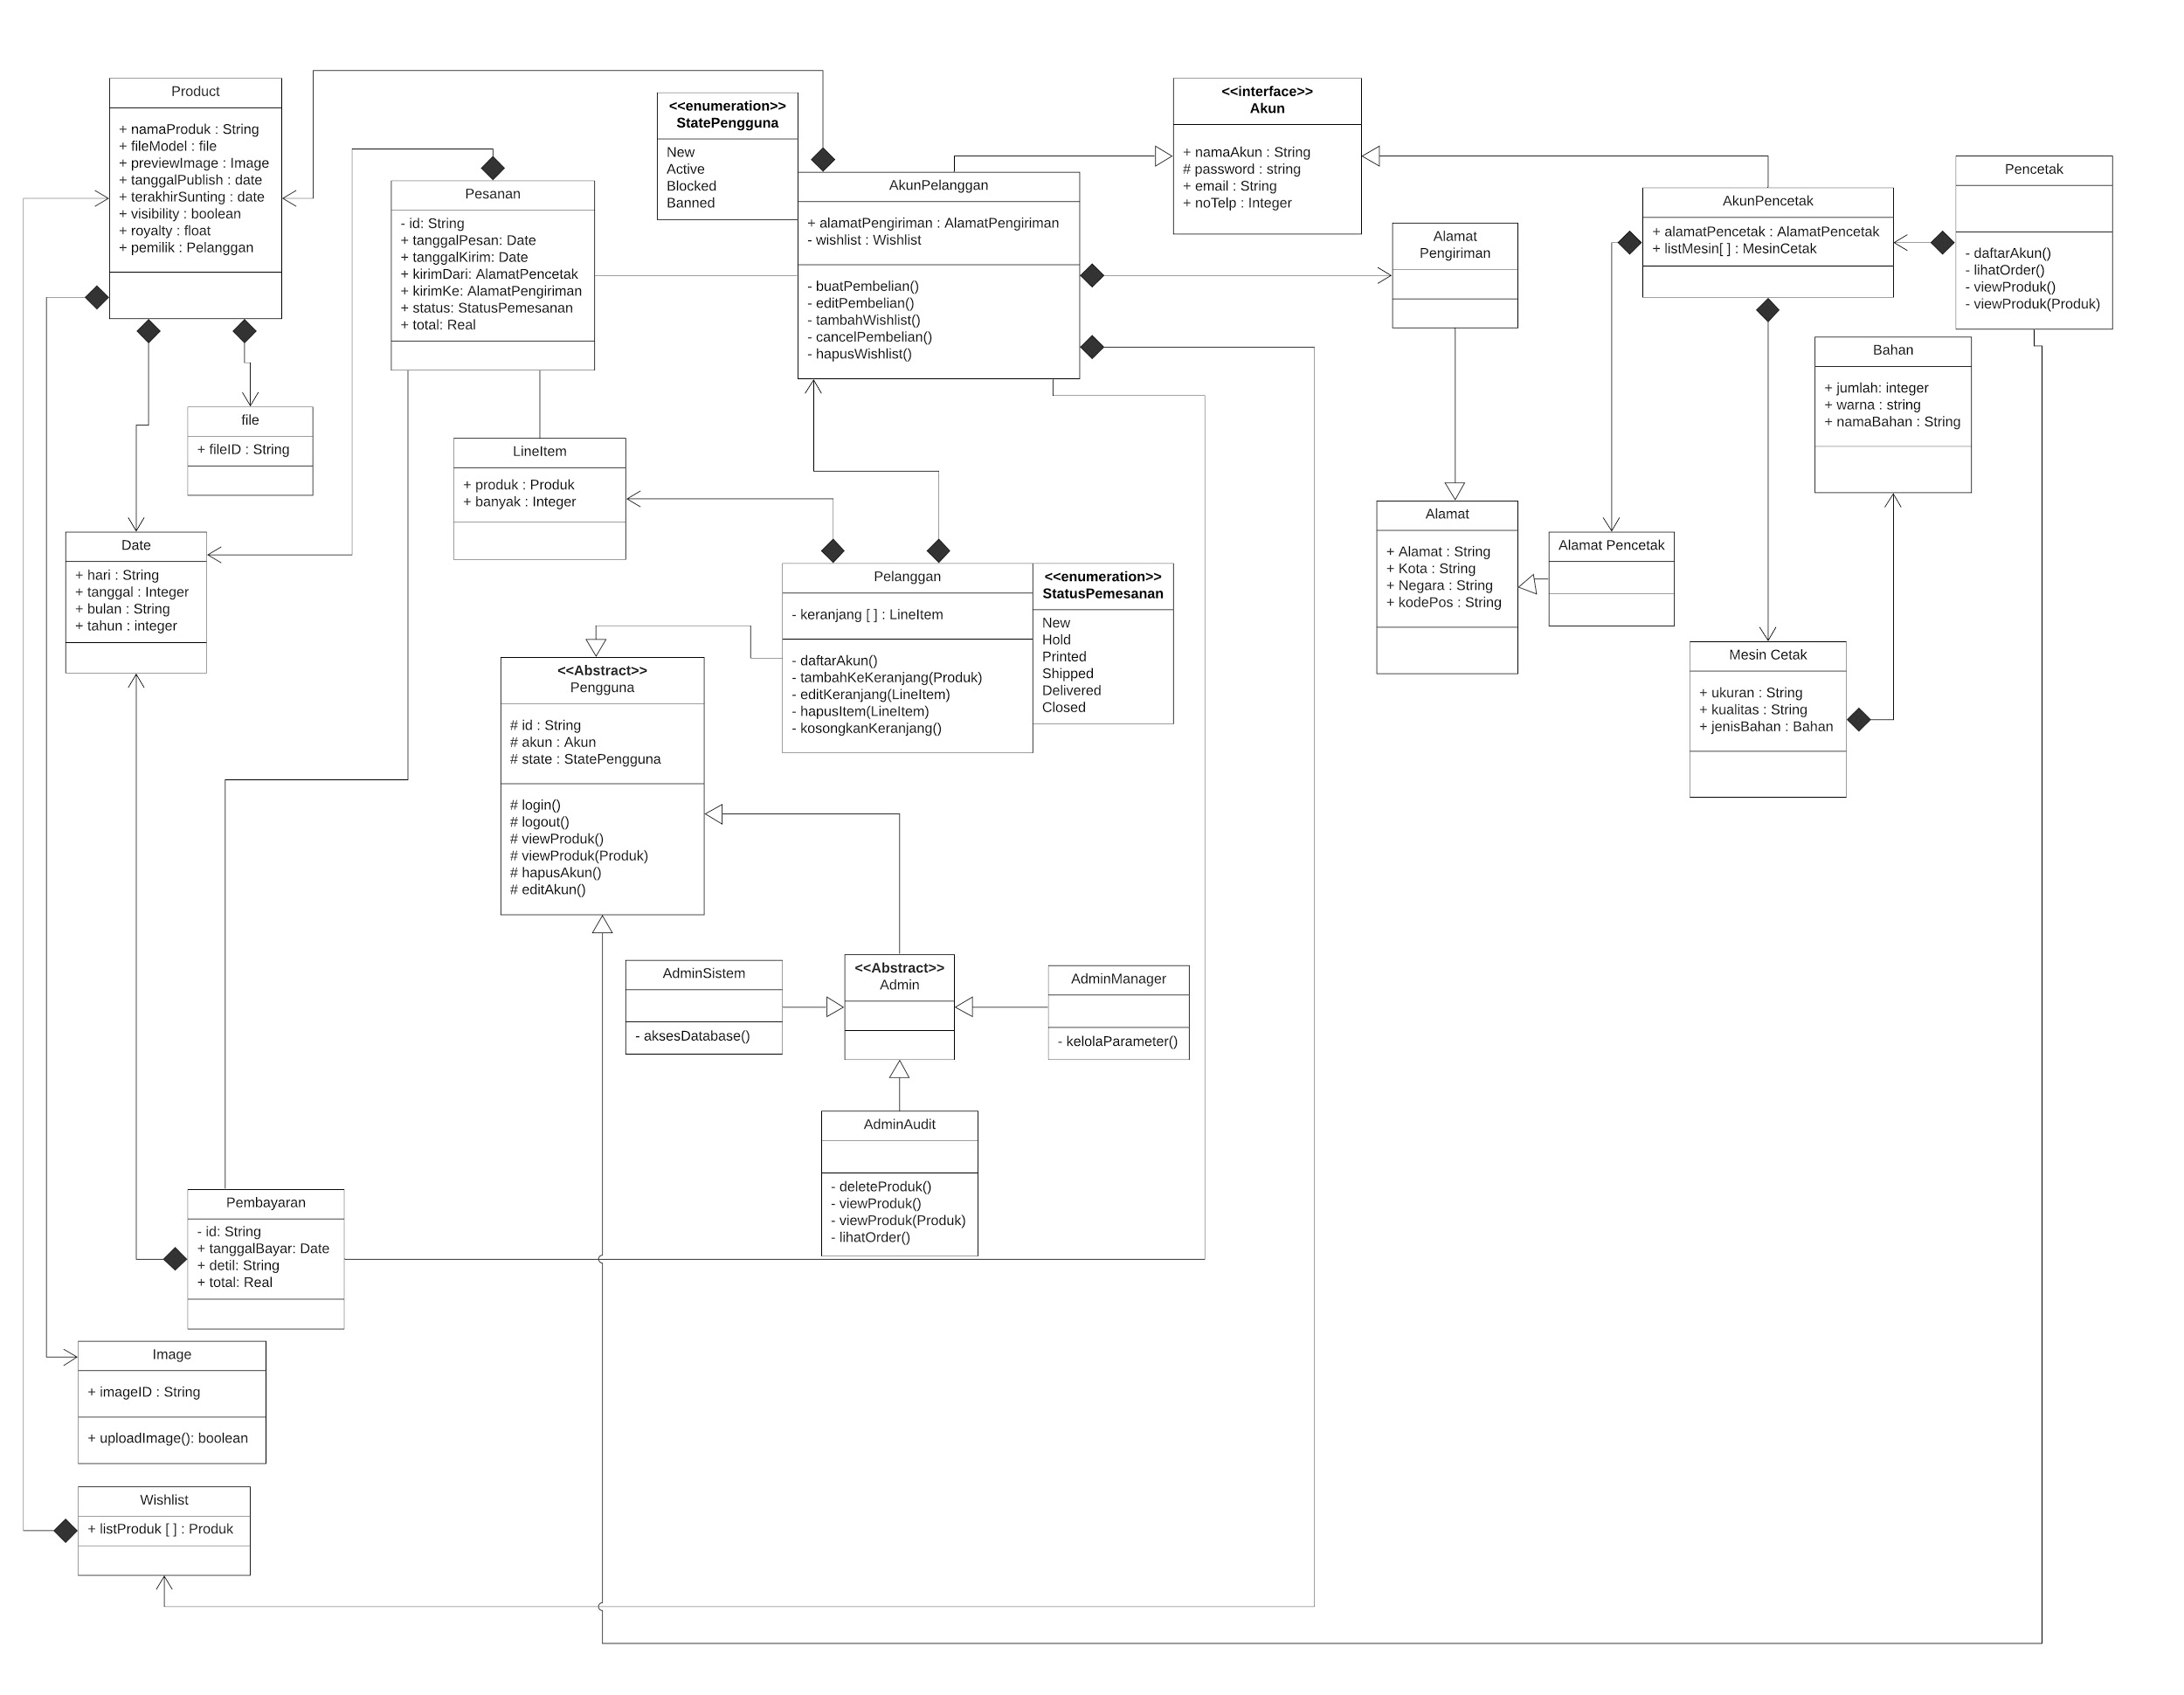 Product
+ namaProduk : String
+ fileModel : file
+ previewImage : Image
+ tanggalPublish : date
+ terakhirSunting : date
+ visibility : boolean
+ royalty : float
+ pemilik : Pelanggan
Pesanan
- id: String
+ tanggalPesan: Date
+ tanggalKirim: Date
+ kirimDari: AlamatPencetak
+ kirimKe: AlamatPengiriman
+ status: StatusPemesanan
+ total: Real
<<enumeration>>
StatePengguna
New
Active
Blocked
Banned
AkunPelanggan
+ alamatPengiriman : AlamatPengiriman
- wishlist : Wishlist
- buatPembelian()
- editPembelian()
- tambahWishlist()
- cancelPembelian()
- hapusWishlist()
<<interface>>
Akun
+ namaAkun : String
# password : string
+ email : String
+ noTelp : Integer
Alamat
Pengiriman
AkunPencetak
+ alamatPencetak : AlamatPencetak
+ listMesin[ ] : MesinCetak
Pencetak
- daftarAkun()
- lihatOrder()
- viewProduk()
- viewProduk(Produk)
Bahan
+ jumlah: integer
+ warna : string
+ namaBahan : String
file
+ fileID : String
LineItem
+ produk : Produk
+ banyak : Integer
Date
+ hari : String
+ tanggal : Integer
+ bulan : String
+ tahun : integer
Pelanggan
- keranjang [ ] : LineItem
- daftarAkun()
- tambahKeKeranjang(Produk)
- editKeranjang(LineItem)
- hapusItem(LineItem)
- kosongkanKeranjang()
<<enumeration>>
StatusPemesanan
New
Hold
Printed
Shipped
Delivered
Closed
Alamat
+ Alamat : String
+ Kota : String
+ Negara : String
+ kodePos : String
Alamat Pencetak
Mesin Cetak
+ ukuran : String
+ kualitas : String
+ jenisBahan : Bahan
<<Abstract>>
Pengguna
# id : String
# akun : Akun
# state : StatePengguna
# login()
# logout()
# viewProduk()
# viewProduk(Produk)
# hapusAkun()
# editAkun()
AdminSistem
- aksesDatabase()
<<Abstract>>
Admin
AdminManager
- kelolaParameter()
AdminAudit
- deleteProduk()
- viewProduk()
- viewProduk(Produk)
- lihatOrder()
Pembayaran
- id: String
+ tanggalBayar: Date
+ detil: String
+ total: Real
Image
+ imageID : String
+ uploadImage(): boolean
Wishlist
+ listProduk [ ] : Produk